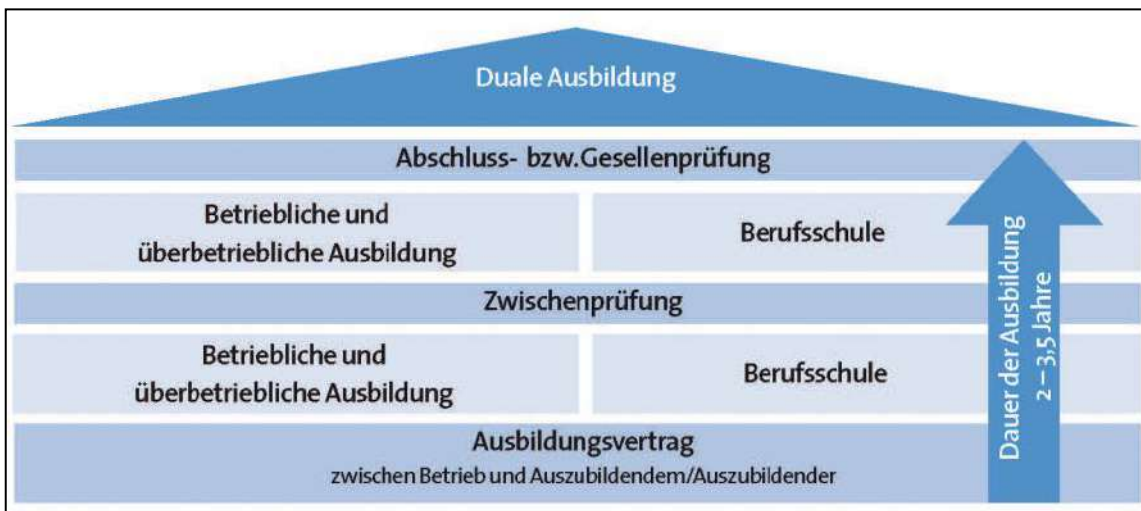 Duale Ausbildung
Abschluss- bzw.Gesellenprüfung
Betriebliche und
überbetriebliche Ausbildung
Berufsschule
Zwischenprüfung
Betriebliche und
überbetriebliche Ausbildung
Berufsschule
Ausbildungsvertrag
zwischen Betrieb und Auszubildendem/Auszubildender
Dauer der Ausbildung
2 – 3,5 Jahre